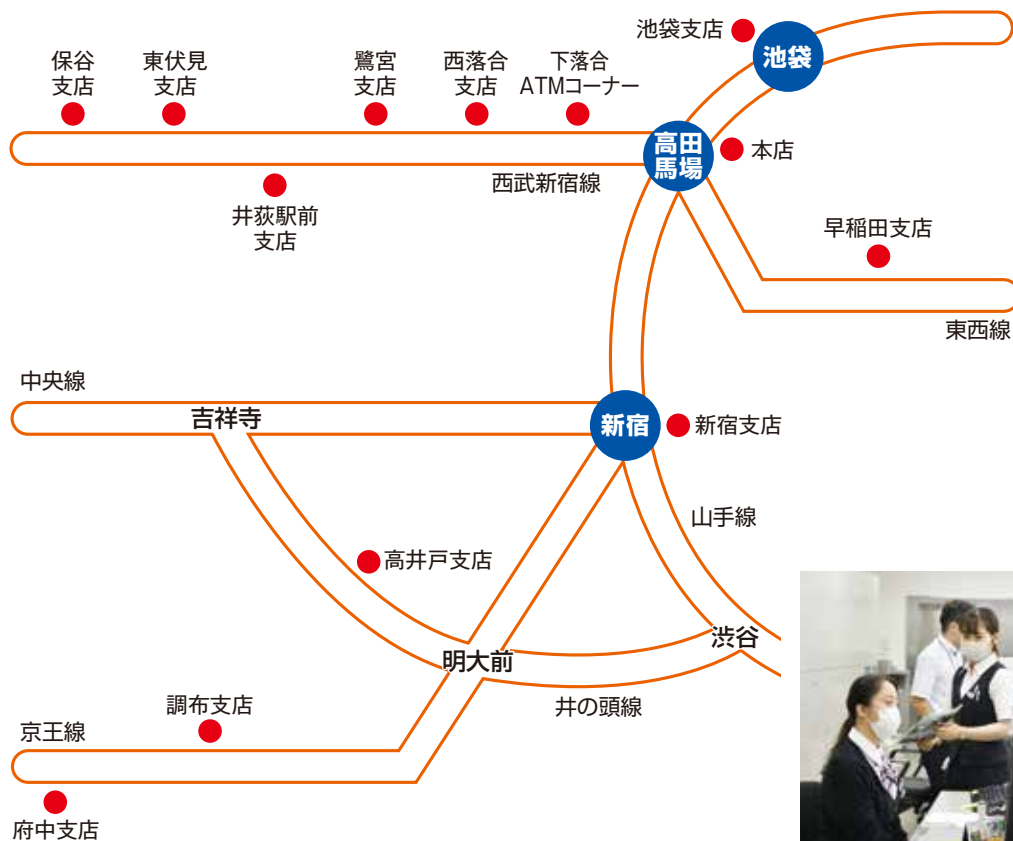 池袋支店
池袋
保谷
支店
東伏見
支店
鷺宮
支店
西落合
支店
下落合
ATMコーナー
高田
馬場
本店
西武新宿線
井荻駅前
支店
早稲田支店
東西線
中央線
吉祥寺
新宿
新宿支店
山手線
高井戸支店
明大前
渋谷
井の頭線
調布支店
京王線
府中支店